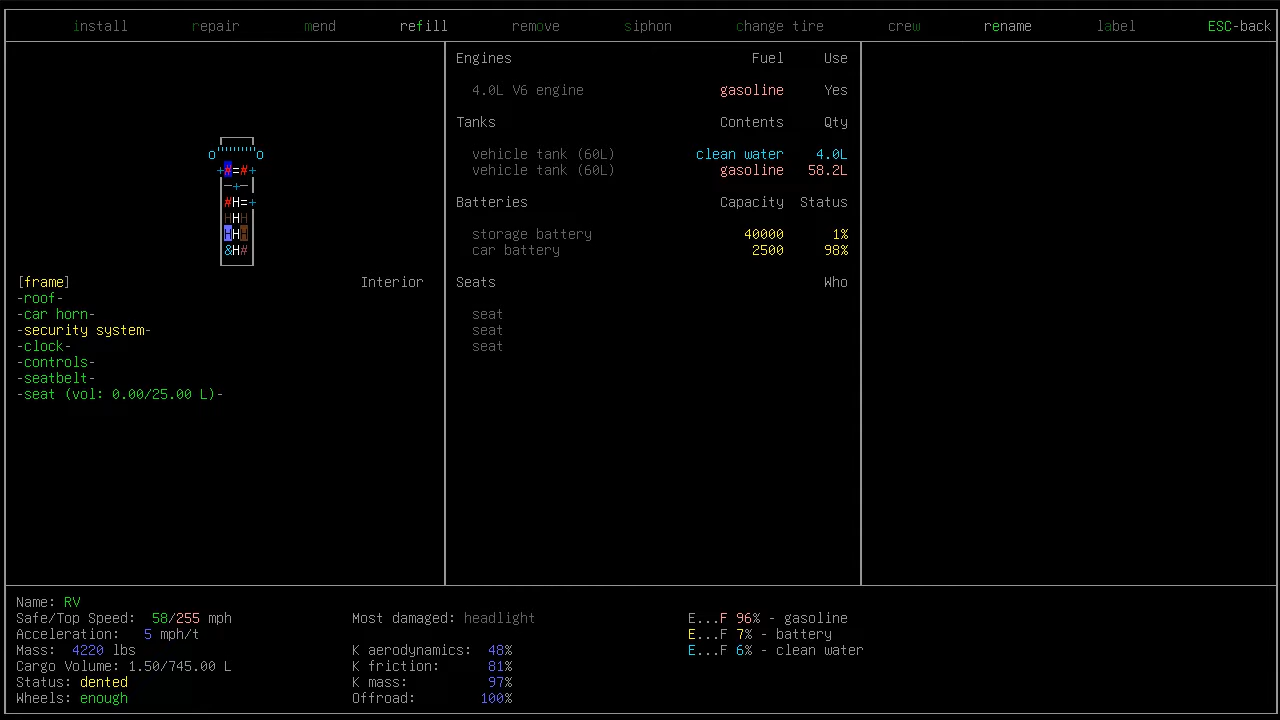 install repair mend refill remove siphon change tire crew rename label ESC-back
Engines Fuel Use
4.0L V6 engine gasoline Yes
Tanks Contents Qty
vehicle tank (60L) clean water 4.0L
vehicle tank (60L) gasoline 58.2L
Batteries Capacity Status
storage battery 40000 1%
car battery 2500 98%
Seats Who
seat
seat
seat
[frame] Interior
-roof-
-car horn-
-security system-
-clock-
-controls-
-seatbelt-
-seat (vol: 0.00/25.00 L)-
Name: RV
Safe/Top Speed: 58/255 mph
Acceleration: 5 mph/t
Mass: 4220 lbs
Cargo Volume: 1.50/745.00 L
Status: dented
Wheels: enough
Most damaged: headlight
K aerodynamics: 48%
K friction: 81%
K mass: 97%
Offroad: 100%
E...F 96% - gasoline
E...F 7% - battery
E...F 6% - clean water